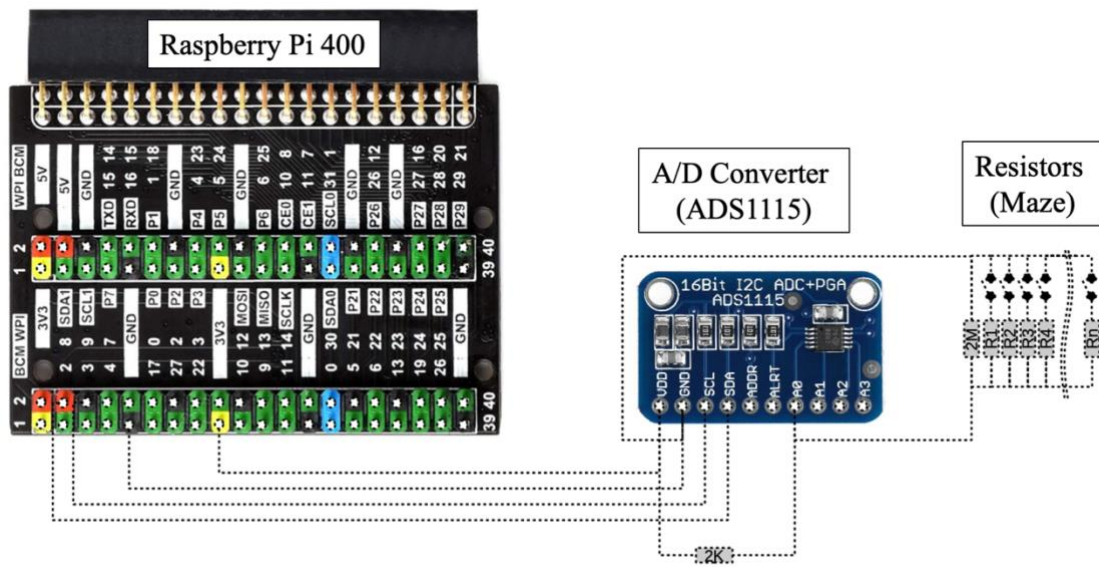 Raspberry Pi 400
WPI BCM
5V
5V
GND
TXD 15 14
RXD 16 15
P1 1 18
GND
P4 4 23
P5 5 24
GND
P6 6 25
CE0 10 8
CE1 11 7
SCL0 31 1
GND
P26 26 12
GND
P27 27 16
P28 28 20
P29 29 21
1 2
39 40
BCM WPI
3V3
2 8 SDA1
3 9 SCL1
4 7 P7
GND
17 0 P0
27 2 P2
22 3 P3
3V3
10 12 MOSI
9 13 MISO
11 14 SCLK
GND
0 30 SDA0
5 21 P21
6 22 P22
13 23 P23
19 24 P24
26 25 P25
GND
1 2
39 40
A/D Converter
(ADS1115)
16Bit I2C ADC+PGA
ADS1115
VDD
GND
SCL
SDA
ADDR
ALRT
A0
A1
A2
A3
2K
Resistors
(Maze)
2M
R1
R2
R3
R4
Rn